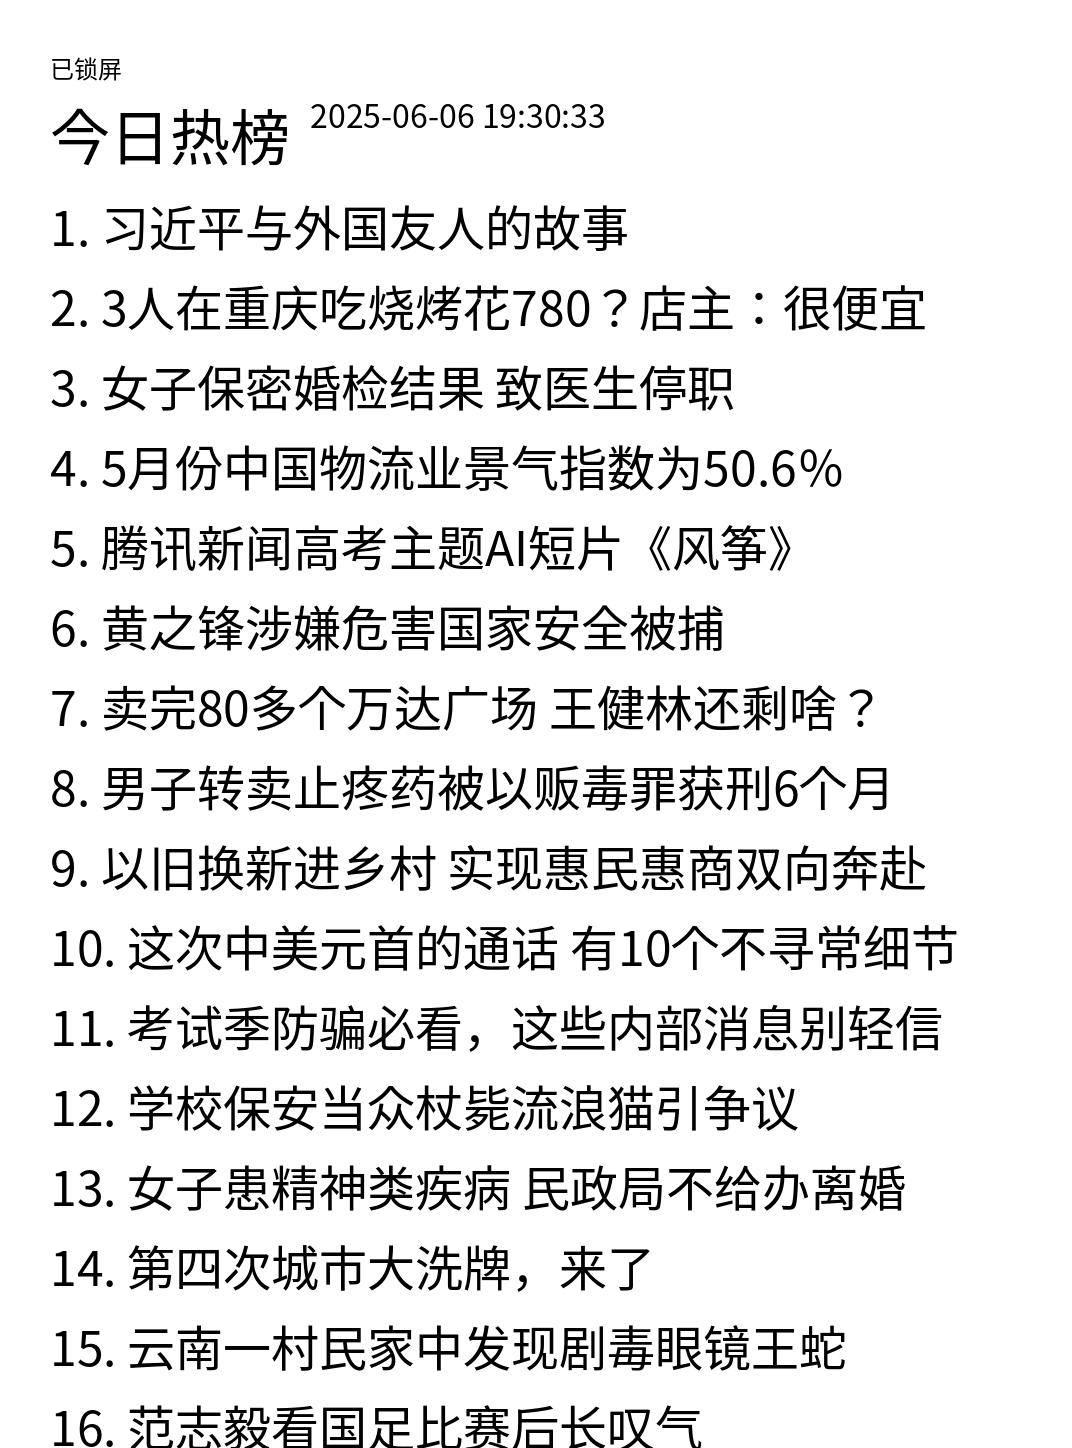 已锁屏
今日热榜 2025-06-06 19:30:33
1. 习近平与外国友人的故事
2. 3人在重庆吃烧烤花780？店主：很便宜
3. 女子保密婚检结果 致医生停职
4. 5月份中国物流业景气指数为50.6%
5. 腾讯新闻高考主题AI短片《风筝》
6. 黄之锋涉嫌危害国家安全被捕
7. 卖完80多个万达广场 王健林还剩啥？
8. 男子转卖止疼药被以贩毒罪获刑6个月
9. 以旧换新进乡村 实现惠民惠商双向奔赴
10. 这次中美元首的通话 有10个不寻常细节
11. 考试季防骗必看，这些内部消息别轻信
12. 学校保安当众杖毙流浪猫引争议
13. 女子患精神类疾病 民政局不给办离婚
14. 第四次城市大洗牌，来了
15. 云南一村民家中发现剧毒眼镜王蛇
16. 范志毅看国足比赛后长叹气